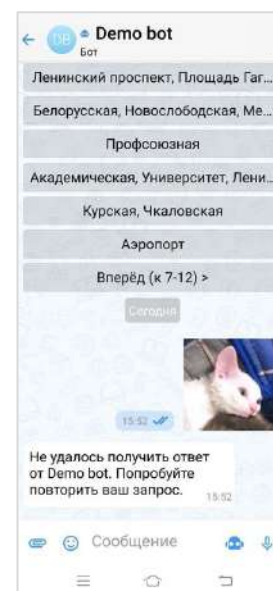 DB
Demo bot
Бот
Ленинский проспект, Площадь Гаг...
Белорусская, Новослободская, Ме...
Профсоюзная
Академическая, Университет, Лени...
Курская, Чкаловская
Аэропорт
Вперёд (к 7-12) >
Сегодня
15:52
Не удалось получить ответ
от Demo bot. Попробуйте
повторить ваш запрос.
15:52
Сообщение